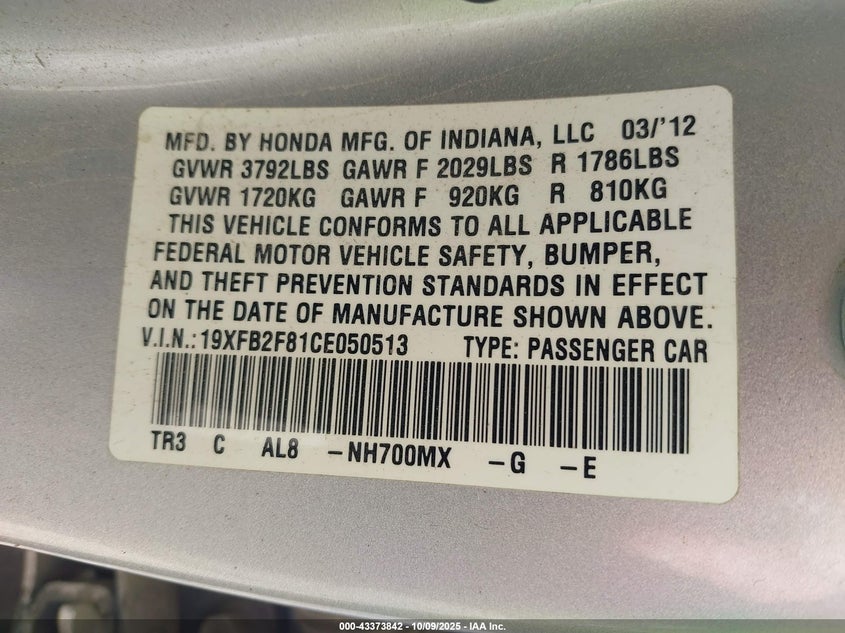 MFD. BY HONDA MFG. OF INDIANA, LLC 03/'12
GVWR 3792LBS GAWR F 2029LBS R 1786LBS
GVWR 1720KG GAWR F 920KG R 810KG
THIS VEHICLE CONFORMS TO ALL APPLICABLE
FEDERAL MOTOR VEHICLE SAFETY, BUMPER,
AND THEFT PREVENTION STANDARDS IN EFFECT
ON THE DATE OF MANUFACTURE SHOWN ABOVE.
V.I.N.:19XFB2F81CE050513 TYPE: PASSENGER CAR
TR3 C AL8 -NH700MX -G -E
000-43373842 - 10/09/2025 - IAA Inc.